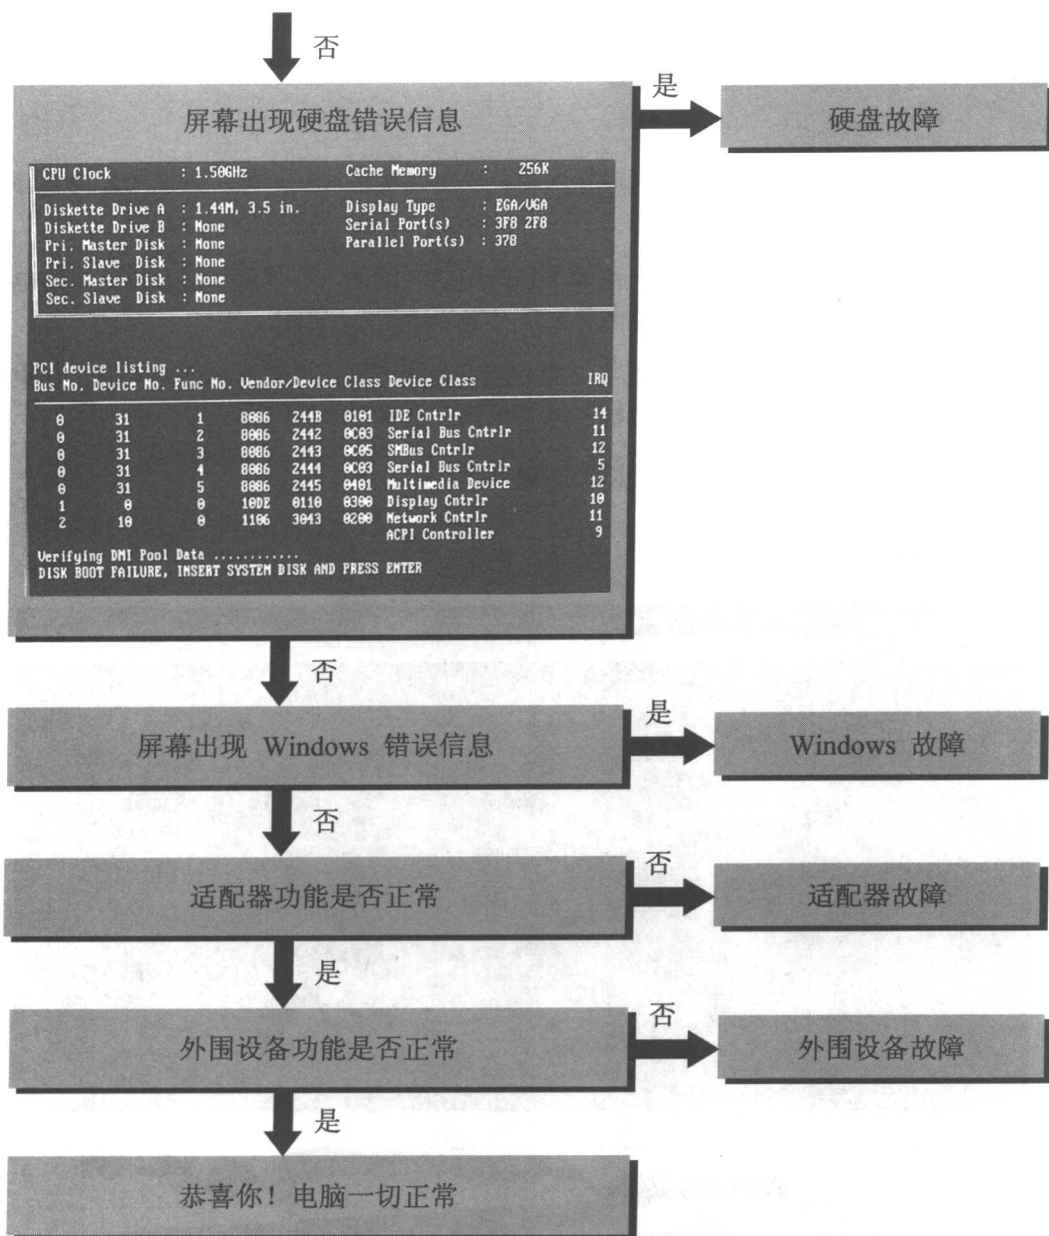 否
屏幕出现硬盘错误信息
是
硬盘故障
CPU Clock : 1.50GHz Cache Memory : 256K
Diskette Drive A : 1.44M, 3.5 in. Display Type : EGA/VGA
Diskette Drive B : None Serial Port(s) : 3F8 2F8
Pri. Master Disk : None Parallel Port(s) : 378
Pri. Slave Disk : None
Sec. Master Disk : None
Sec. Slave Disk : None
PCI device listing ...
Bus No. Device No. Func No. Vendor/Device Class Device Class IRQ
0 31 1 8086 244B 0101 IDE Cntrlr 14
0 31 2 8086 2442 0C03 Serial Bus Cntrlr 11
0 31 3 8086 2443 0C05 SMBus Cntrlr 12
0 31 4 8086 2444 0C03 Serial Bus Cntrlr 5
0 31 5 8086 2445 0401 Multimedia Device 12
1 0 0 10DE 0110 0300 Display Cntrlr 10
2 10 0 1106 3043 0200 Network Cntrlr 11
ACPI Controller 9
Verifying DMI Pool Data ............
DISK BOOT FAILURE, INSERT SYSTEM DISK AND PRESS ENTER
否
屏幕出现 Windows 错误信息
是
Windows 故障
否
适配器功能是否正常
否
适配器故障
是
外围设备功能是否正常
否
外围设备故障
是
恭喜你！电脑一切正常